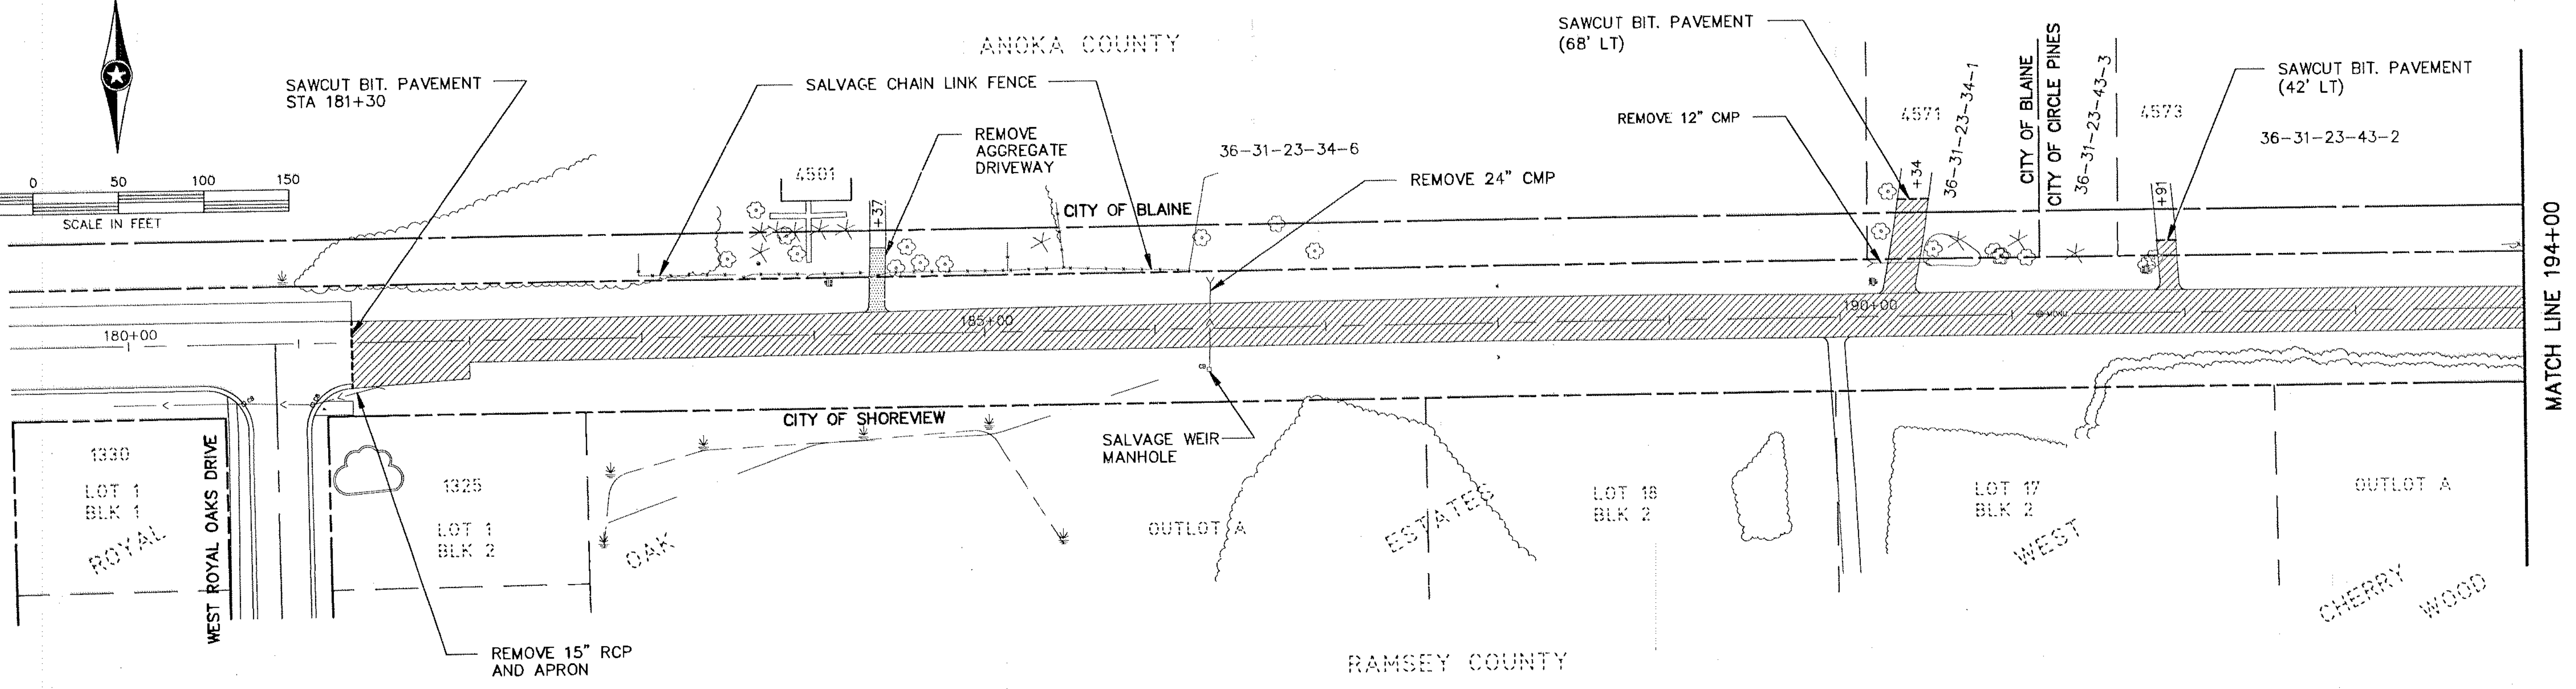 ANOKA COUNTY
SAWCUT BIT. PAVEMENT
(68' LT)
SAWCUT BIT. PAVEMENT
STA 181+30
SALVAGE CHAIN LINK FENCE
SAWCUT BIT. PAVEMENT
(42' LT)
REMOVE
AGGREGATE
DRIVEWAY
REMOVE 12" CMP
4571
36-31-23-34-1
CITY OF BLAINE
CITY OF CIRCLE PINES
36-31-23-43-3
4573
36-31-23-43-2
36-31-23-34-6
REMOVE 24" CMP
4501
+37
+34
+91
0 50 100 150
SCALE IN FEET
CITY OF BLAINE
MATCH LINE 194+00
180+00
185+00
190+00
MONU
CB
CITY OF SHOREVIEW
SALVAGE WEIR
MANHOLE
1330
LOT 1
BLK 1
ROYAL
WEST ROYAL OAKS DRIVE
1325
LOT 1
BLK 2
OAK
OUTLOT A
ESTATES
LOT 18
BLK 2
LOT 17
BLK 2
WEST
OUTLOT A
CHERRY
WOOD
REMOVE 15" RCP
AND APRON
RAMSEY COUNTY